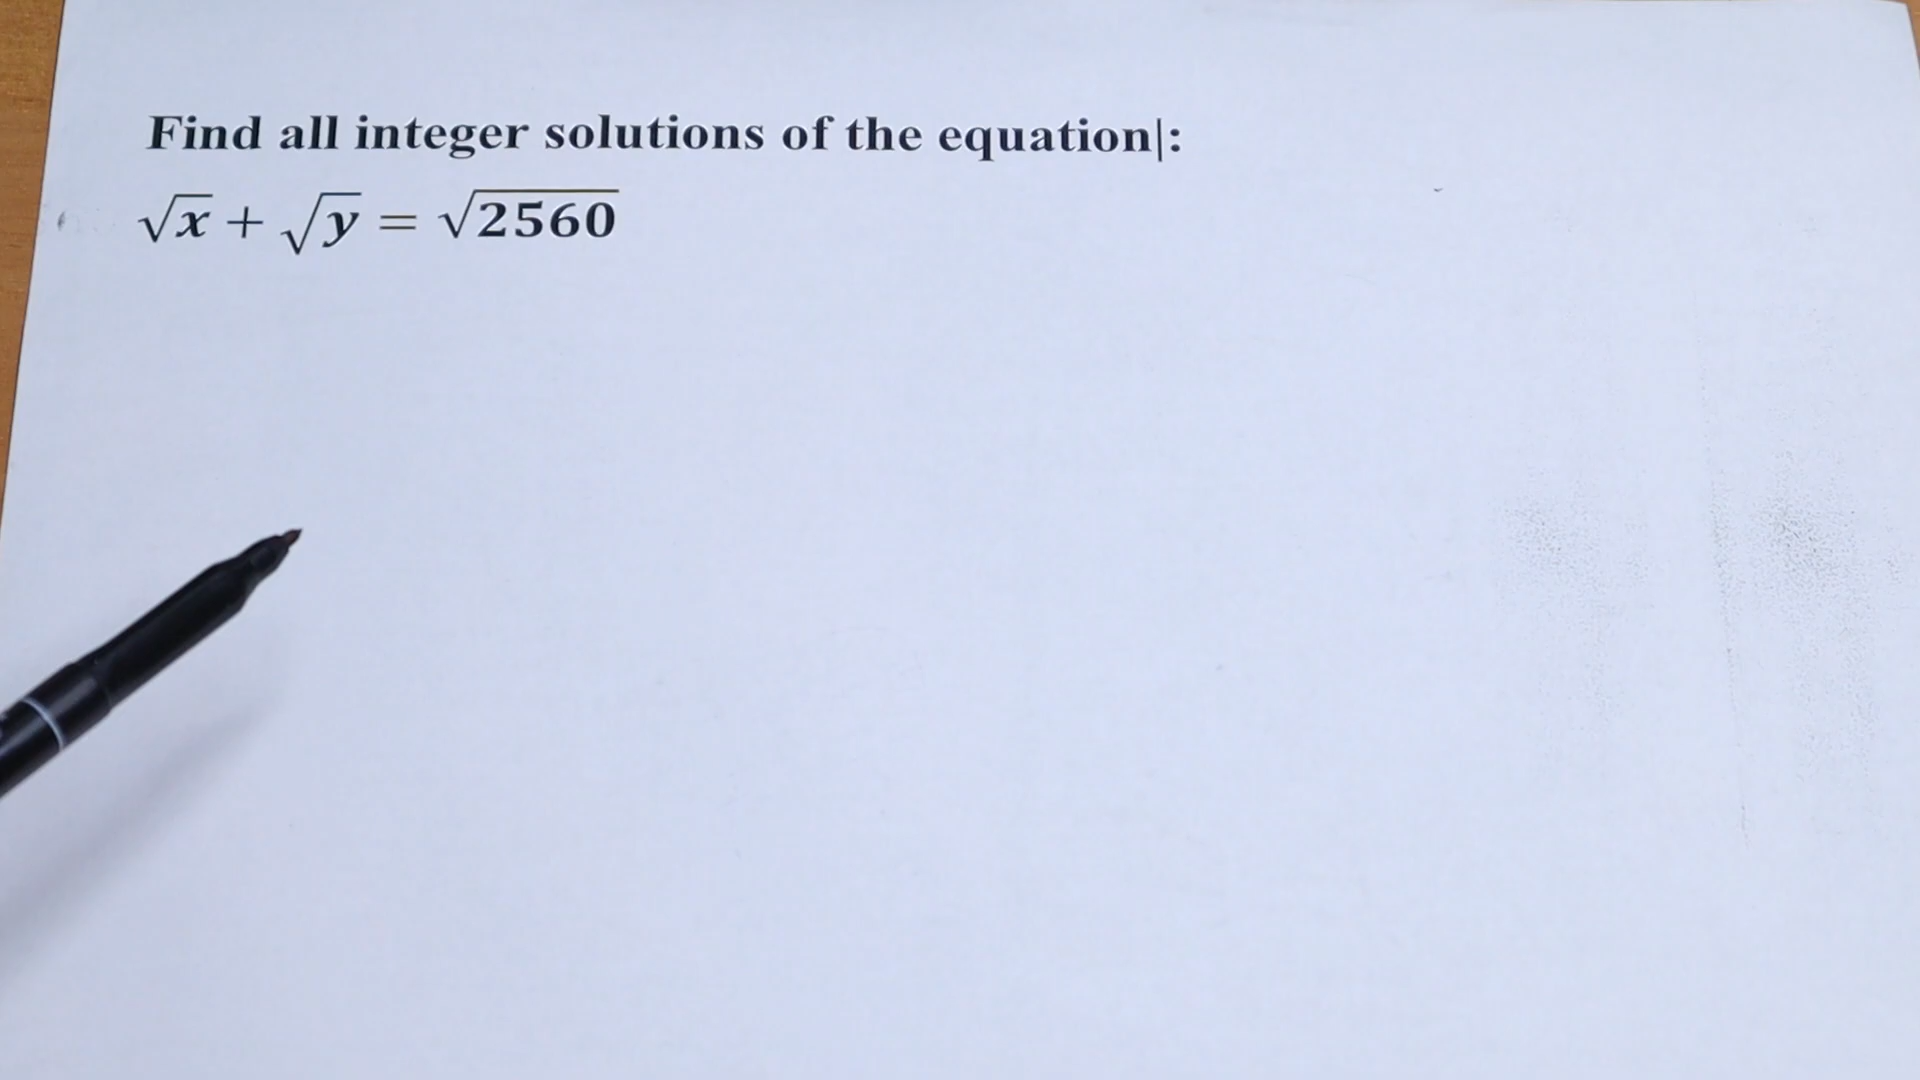 Find all integer solutions of the equation|:
√x + √y = √2560